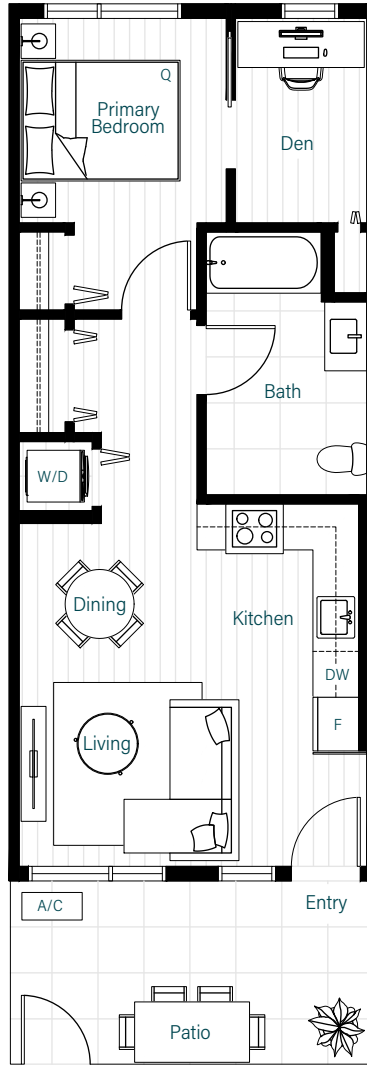 Q
Primary
Bedroom
Den
Bath
W/D
Dining
Kitchen
DW
F
Living
A/C
Entry
Patio